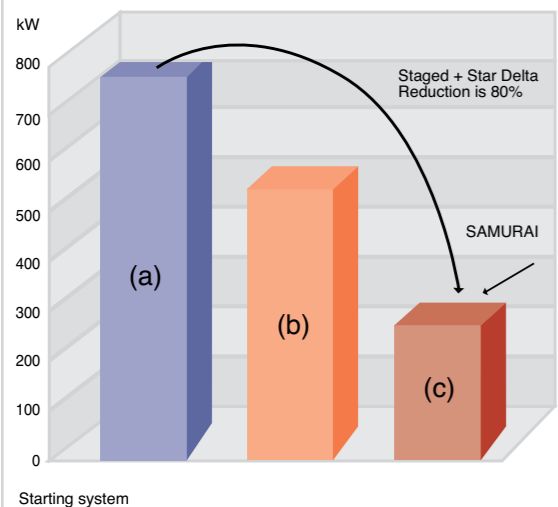 kW
800
700
600
500
400
300
200
100
0
Staged + Star Delta
Reduction is 80%
SAMURAI
(a)
(b)
(c)
Starting system